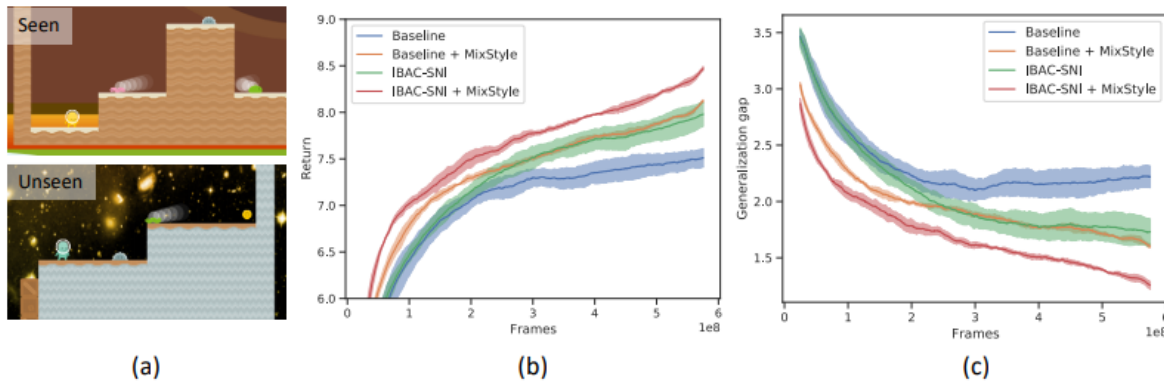 Seen
Unseen
(a)
9.0
8.5
8.0
7.5
7.0
6.5
6.0
Return
Baseline
Baseline + MixStyle
IBAC-SNI
IBAC-SNI + MixStyle
0 1 2 3 4 5 6
1e8
Frames
(b)
3.5
3.0
2.5
2.0
1.5
Generalization gap
Baseline
Baseline + MixStyle
IBAC-SNI
IBAC-SNI + MixStyle
0 1 2 3 4 5 6
1e8
Frames
(c)